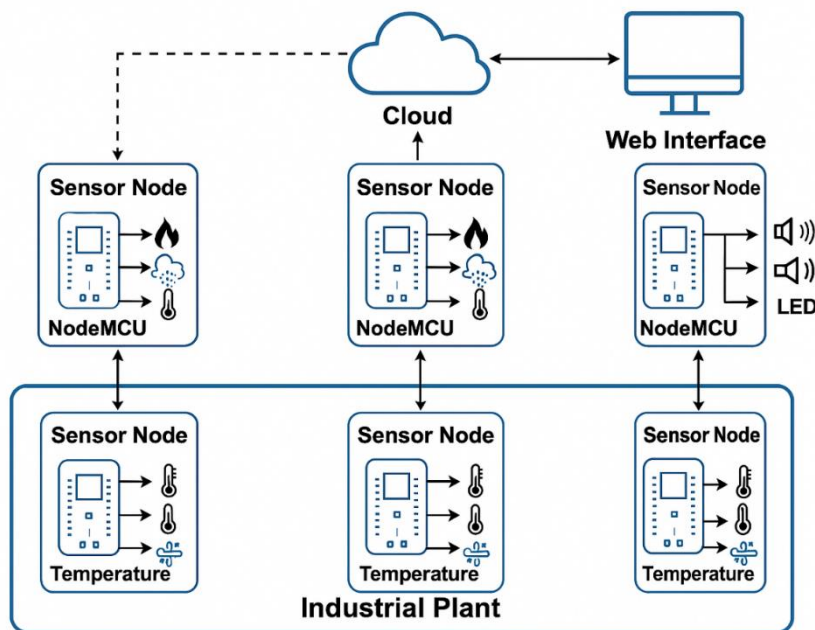 Cloud
Web Interface
Sensor Node
Sensor Node
Sensor Node
LED
NodeMCU
NodeMCU
NodeMCU
Sensor Node
Sensor Node
Sensor Node
Temperature
Temperature
Temperature
Industrial Plant